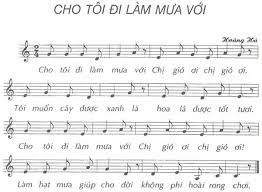 CHO TÔI ĐI LÀM MƯA VỚI
Hoàng Hà
Cho tôi đi làm mưa với Chị gió ơi chị gió ơi.
Tôi muốn cây được xanh lá hoa lá được tốt tươi.
Cho tôi đi làm mưa với Chị gió ơi chị gió ơi!
Làm hạt mưa giúp cho đời không phí hoài rong chơi.